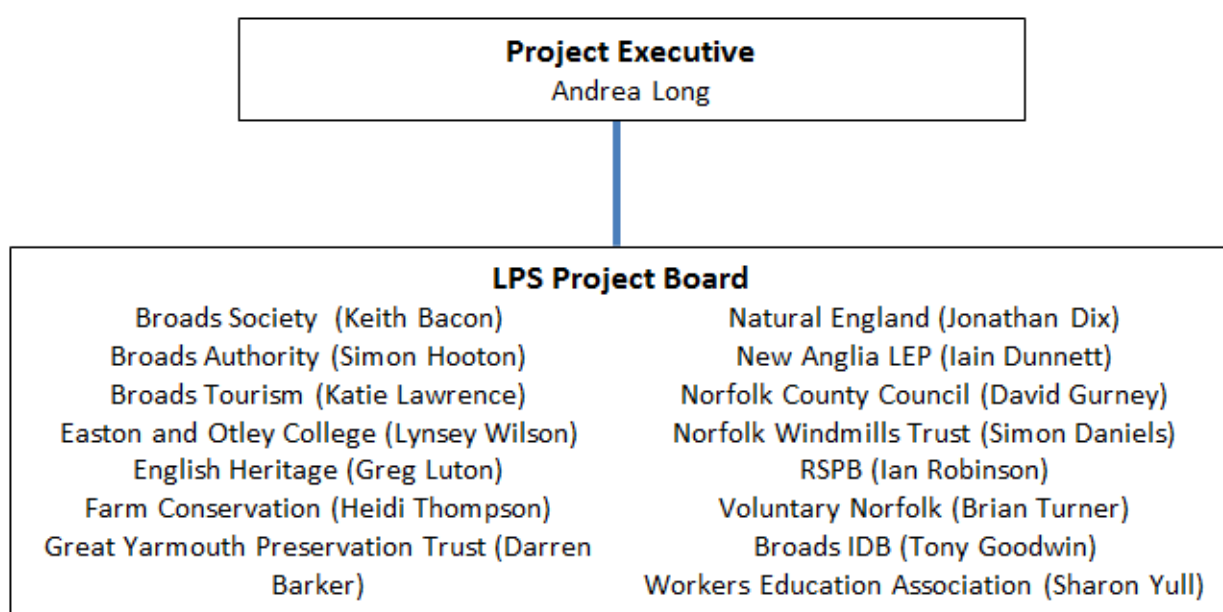 Project Executive
Andrea Long
LPS Project Board
Broads Society (Keith Bacon)
Broads Authority (Simon Hooton)
Broads Tourism (Katie Lawrence)
Easton and Otley College (Lynsey Wilson)
English Heritage (Greg Luton)
Farm Conservation (Heidi Thompson)
Great Yarmouth Preservation Trust (Darren
Barker)
Natural England (Jonathan Dix)
New Anglia LEP (Iain Dunnett)
Norfolk County Council (David Gurney)
Norfolk Windmills Trust (Simon Daniels)
RSPB (Ian Robinson)
Voluntary Norfolk (Brian Turner)
Broads IDB (Tony Goodwin)
Workers Education Association (Sharon Yull)